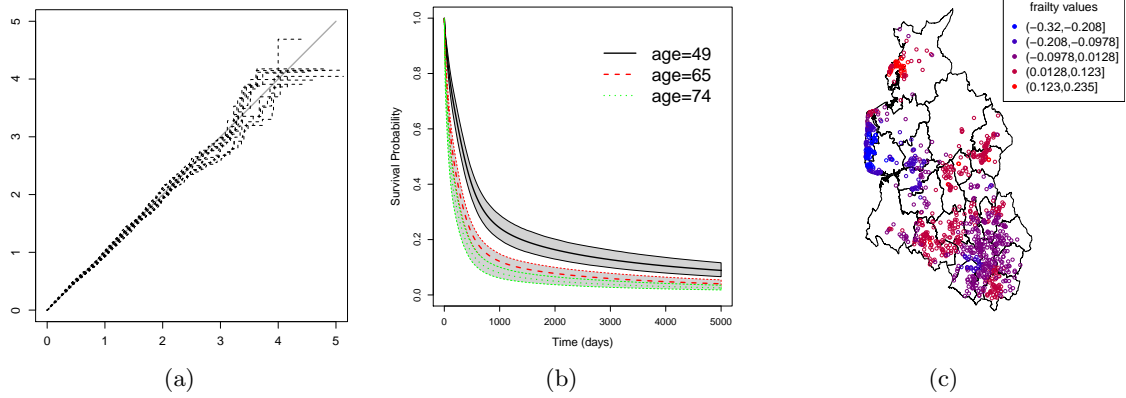 5
4
3
2
1
0
0 1 2 3 4 5
(a)
Survival Probability
1.0
0.8
0.6
0.4
0.2
0.0
age=49
age=65
age=74
0 1000 2000 3000 4000 5000
Time (days)
(b)
frailty values
(−0.32,−0.208]
(−0.208,−0.0978]
(−0.0978,0.0128]
(0.0128,0.123]
(0.123,0.235]
(c)